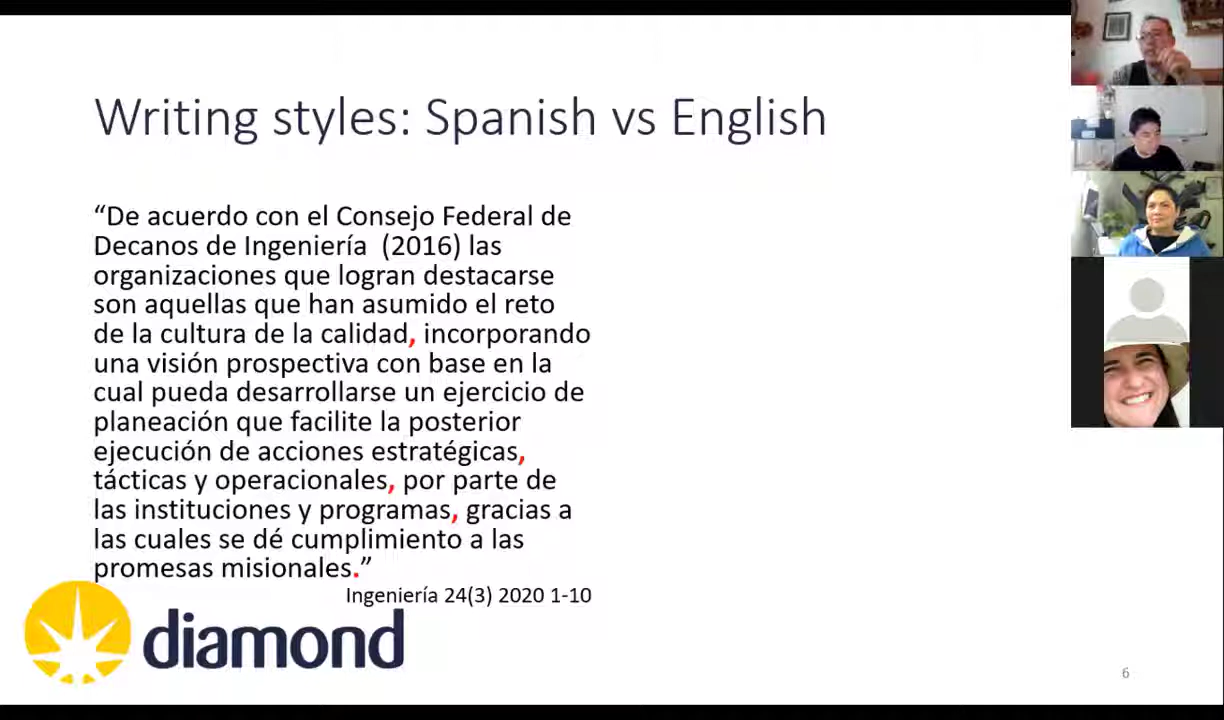 Writing styles: Spanish vs English
“De acuerdo con el Consejo Federal de
Decanos de Ingeniería  (2016) las
organizaciones que logran destacarse
son aquellas que han asumido el reto
de la cultura de la calidad, incorporando
una visión prospectiva con base en la
cual pueda desarrollarse un ejercicio de
planeación que facilite la posterior
ejecución de acciones estratégicas,
tácticas y operacionales, por parte de
las instituciones y programas, gracias a
las cuales se dé cumplimiento a las
promesas misionales.”
Ingeniería 24(3) 2020 1-10
diamond
6